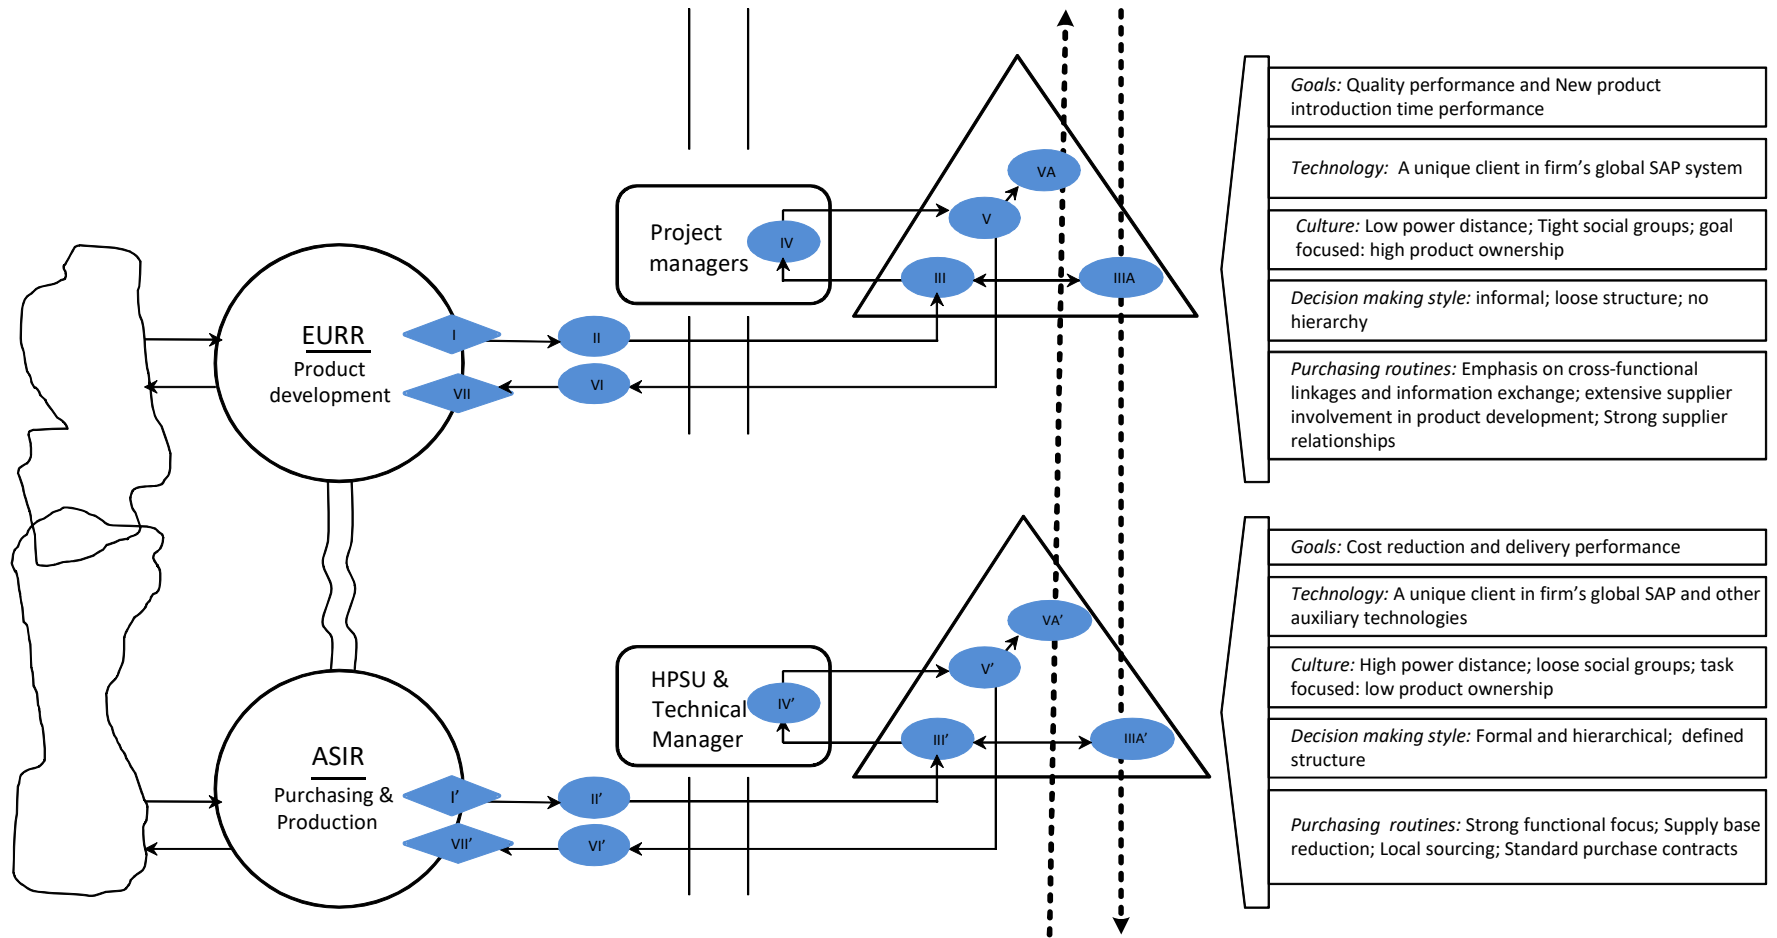 Goals: Quality performance and New product
introduction time performance
VA
Technology:  A unique client in firm's global SAP system
V
Project
managers
IV
Culture: Low power distance; Tight social groups; goal
focused: high product ownership
III
IIIA
Decision making style: informal; loose structure; no
hierarchy
EURR
Product
development
I
II
VII
VI
Purchasing routines: Emphasis on cross-functional
linkages and information exchange; extensive supplier
involvement in product development; Strong supplier
relationships
Goals: Cost reduction and delivery performance
Technology: A unique client in firm's global SAP and other
auxiliary technologies
VA'
V'
HPSU &
Technical
Manager
IV'
Culture: High power distance; loose social groups; task
focused: low product ownership
III'
IIIA'
Decision making style: Formal and hierarchical;  defined
structure
ASIR
Purchasing &
Production
I'
II'
VII'
VI'
Purchasing  routines: Strong functional focus; Supply base
reduction; Local sourcing; Standard purchase contracts